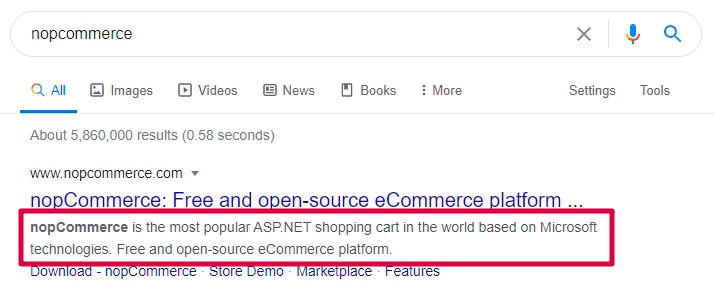 nopcommerce
All Images Videos News Books More Settings Tools
About 5,860,000 results (0.58 seconds)
www.nopcommerce.com
nopCommerce: Free and open-source eCommerce platform ...
nopCommerce is the most popular ASP.NET shopping cart in the world based on Microsoft
technologies. Free and open-source eCommerce platform.
Download - nopCommerce · Store Demo · Marketplace · Features